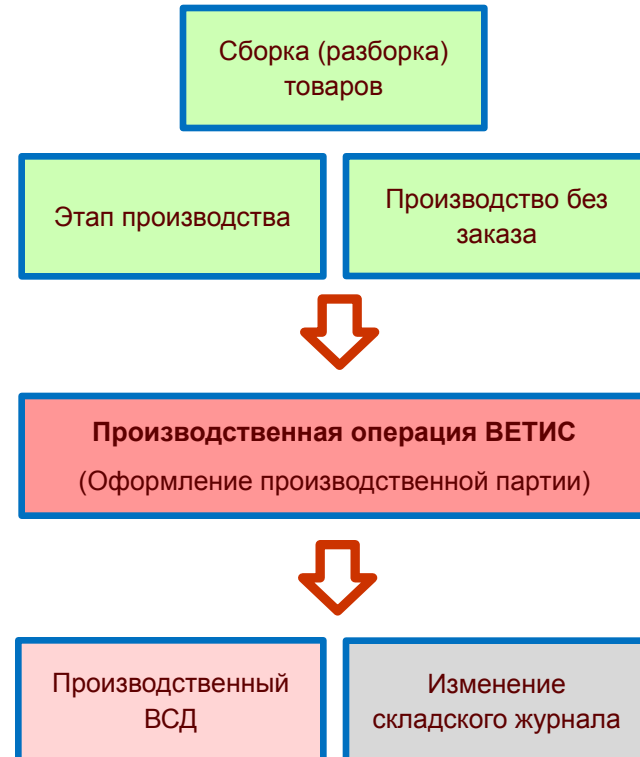 Сборка (разборка)
товаров
Этап производства
Производство без
заказа
Производственная операция ВЕТИС
(Оформление производственной партии)
Производственный
ВСД
Изменение
складского журнала